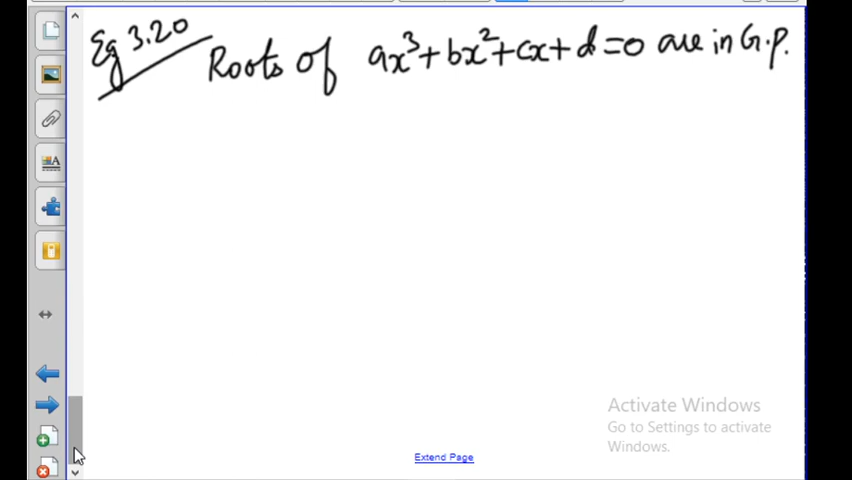 Eg 3.20
Roots of ax³+bx²+cx+d=0 are in G.P.
Activate Windows
Go to Settings to activate
Windows.
Extend Page